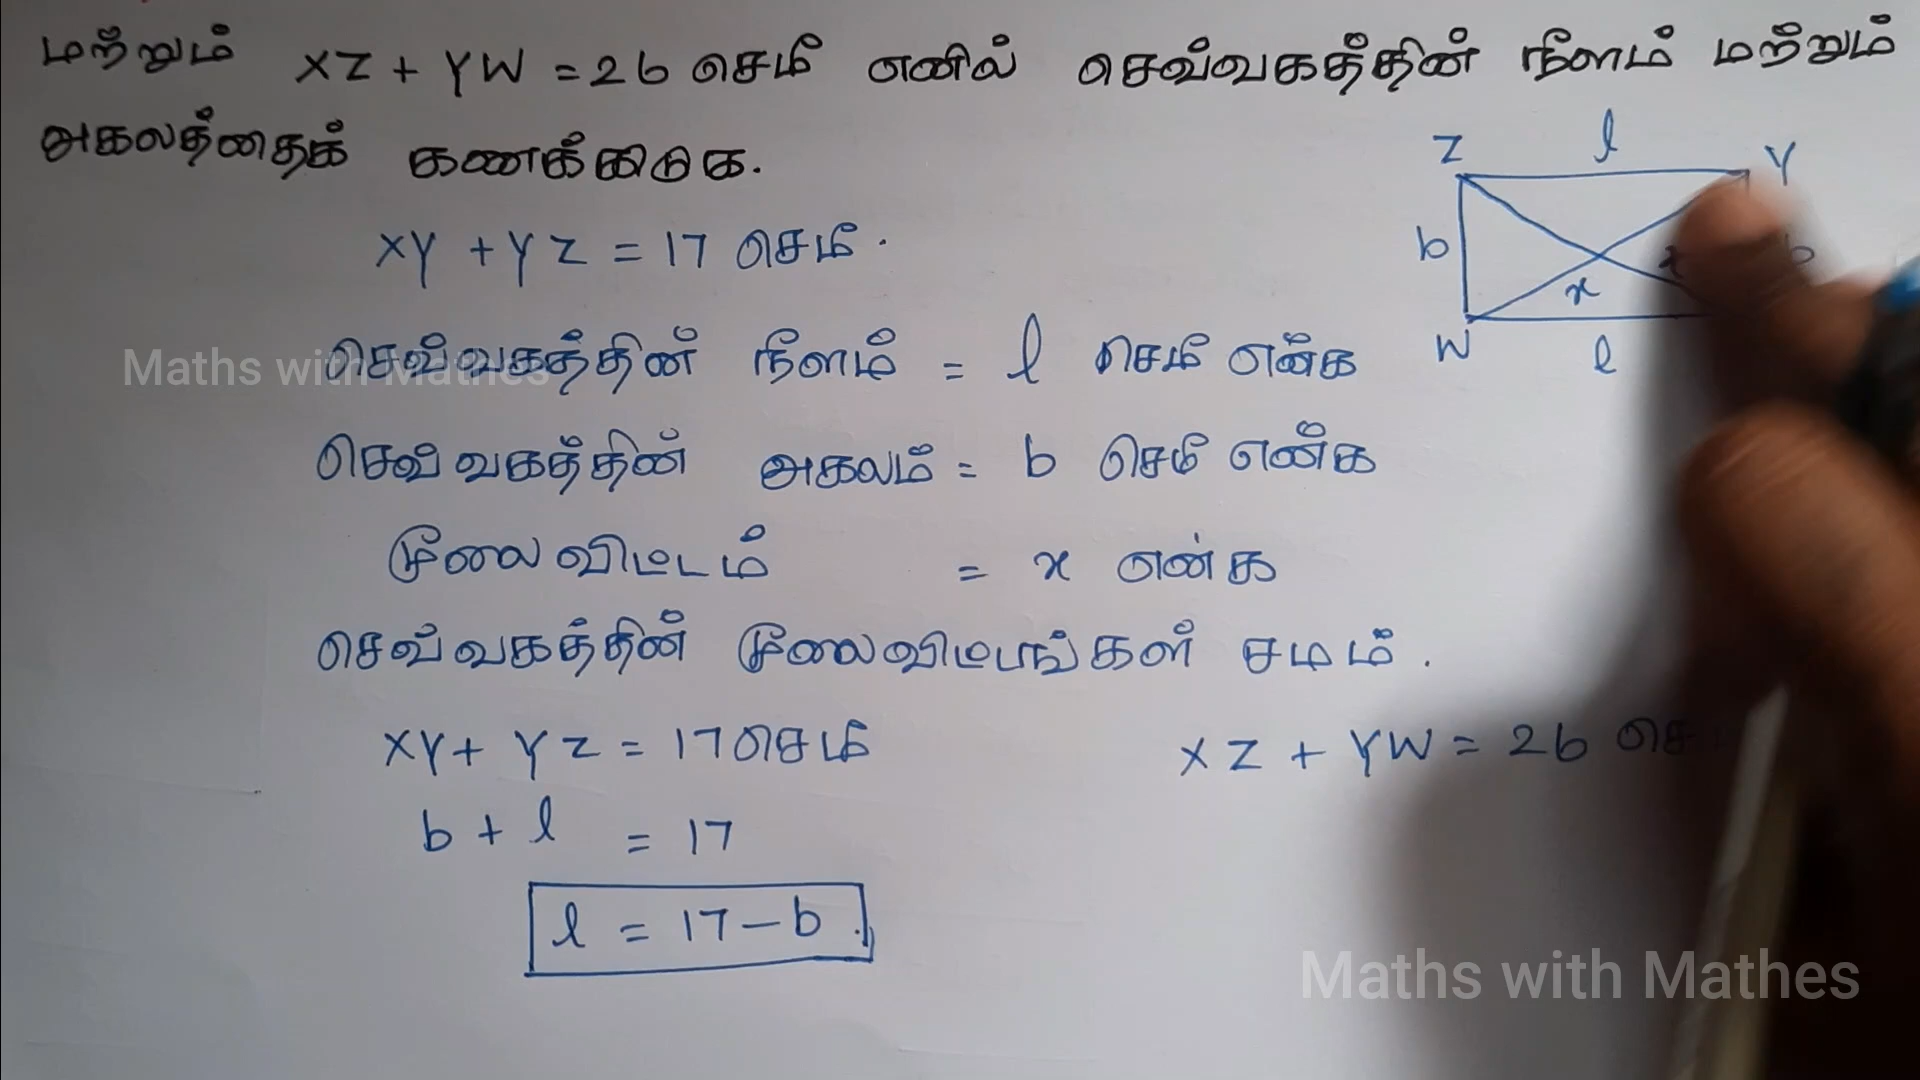 மற்றும் XZ + YW = 26 செமீ எனில் செவ்வகத்தின் நீளம் மற்றும்
அகலத்தைக் கணக்கிடுக.
Z l Y
XY + YZ = 17 செமீ.
b x x b
செவ்வகத்தின் நீளம் = l செமீ என்க
W l
Maths with Mathes
செவ்வகத்தின் அகலம் = b செமீ என்க
மூலைவிட்டம் = x என்க
செவ்வகத்தின் மூலைவிட்டங்கள் சமம்.
XY + YZ = 17 செமீ XZ + YW = 26 செ
b + l = 17
l = 17 - b.
Maths with Mathes